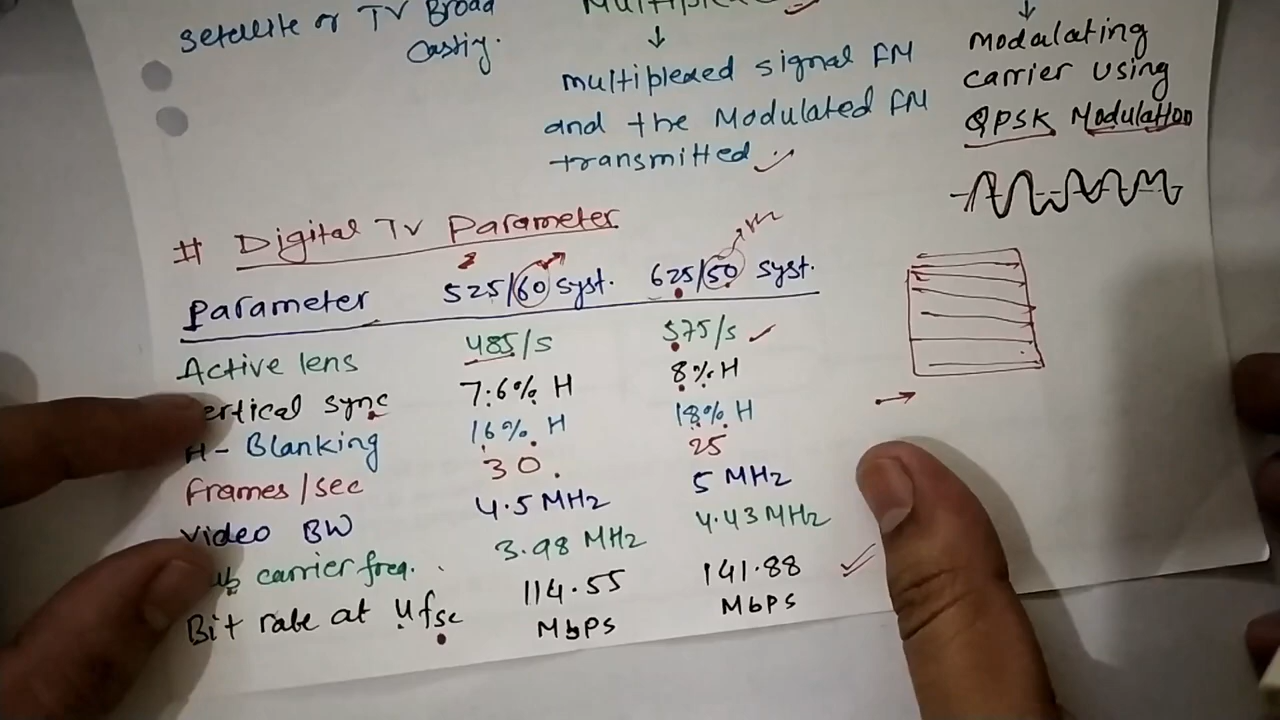 Setellite or TV Broad
Casting.
multiplexed signal FM
and the Modulated FM
transmitted
↓
Modalating
carrier using
QPSK Modulation
# Digital TV Parameter
Parameter 525/60 syst. 625/50 syst.
Active lens 485/s 575/s
ertical sync 7.6% H 8% H
H- Blanking 16% H 18% H
Frames/sec 30. 25
Video BW 4.5 MHz 5 MHz
carrier freq. 3.98 MHz 4.43 MHz
Bit rate at 4fsc 114.55 141.88
MbPS MbPS